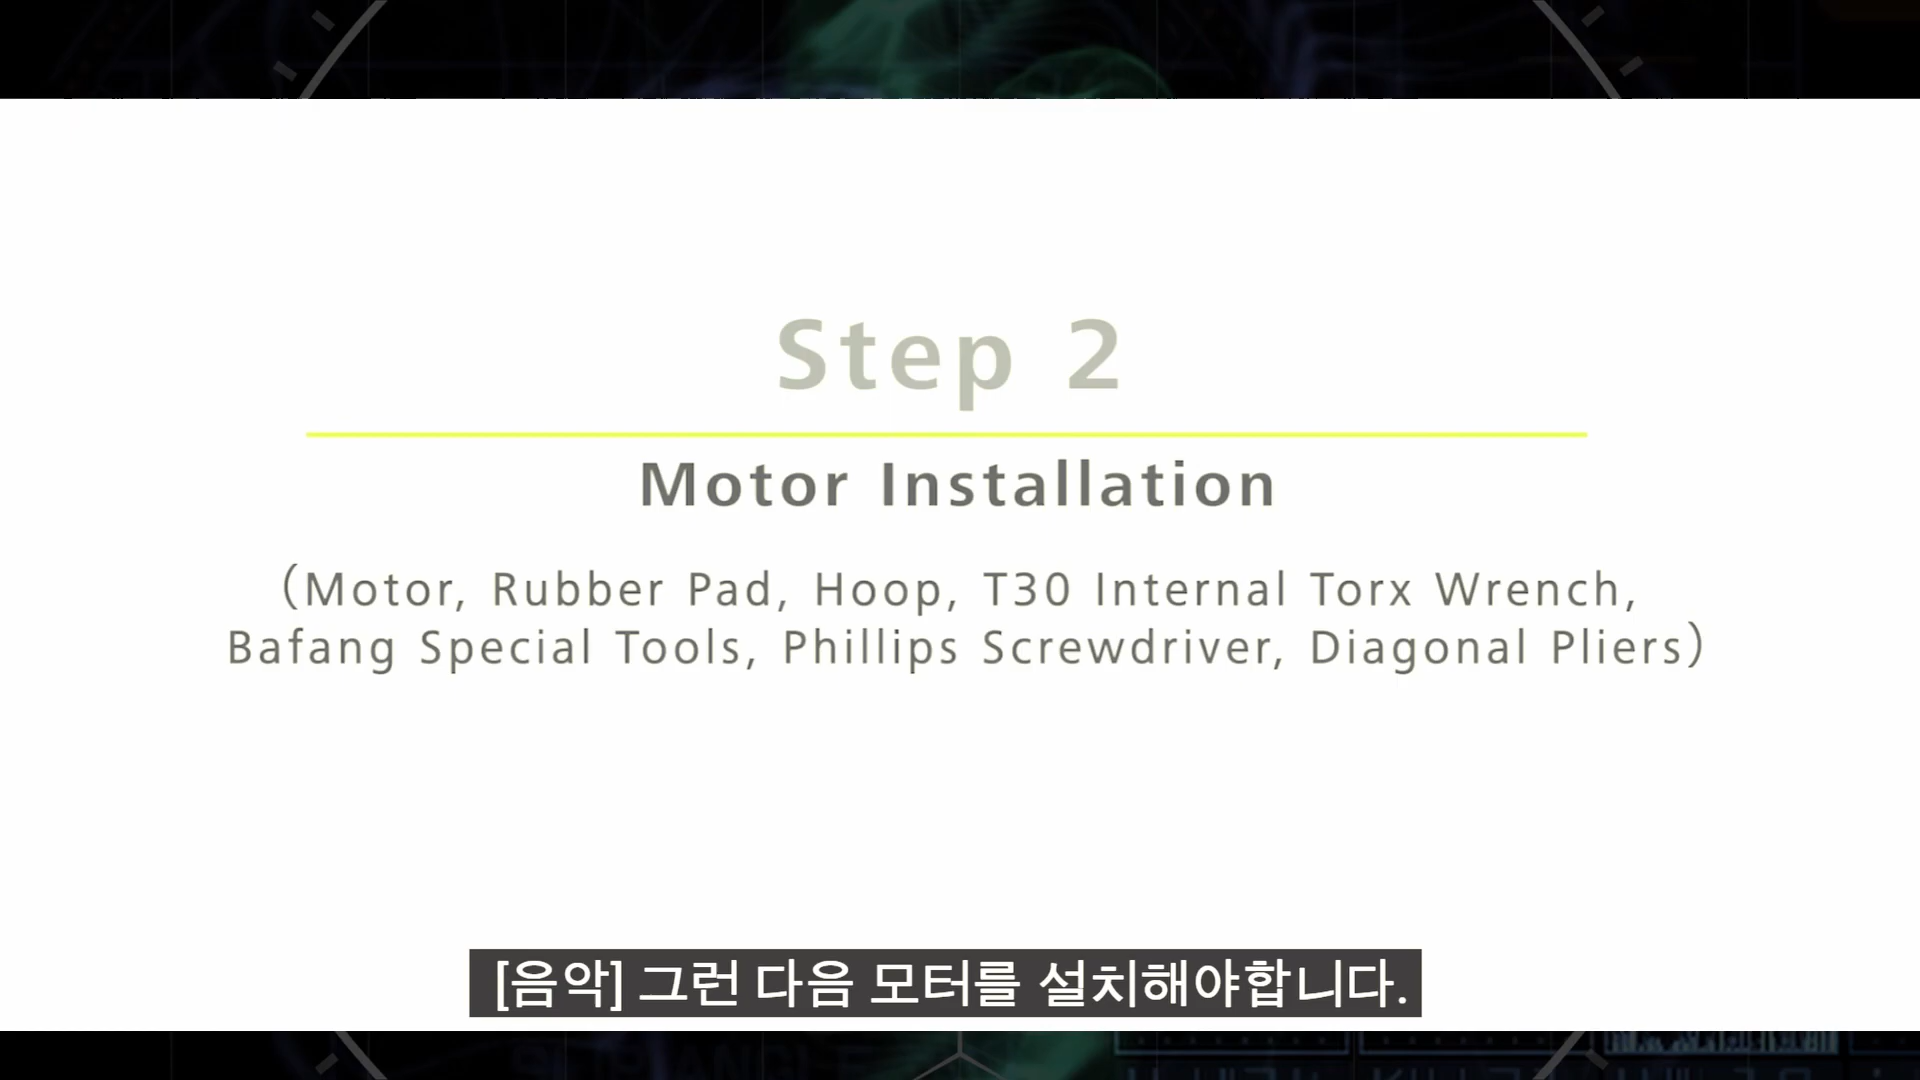 Step 2
Motor Installation
(Motor, Rubber Pad, Hoop, T30 Internal Torx Wrench,
Bafang Special Tools, Phillips Screwdriver, Diagonal Pliers)
[음악] 그런 다음 모터를 설치해야합니다.